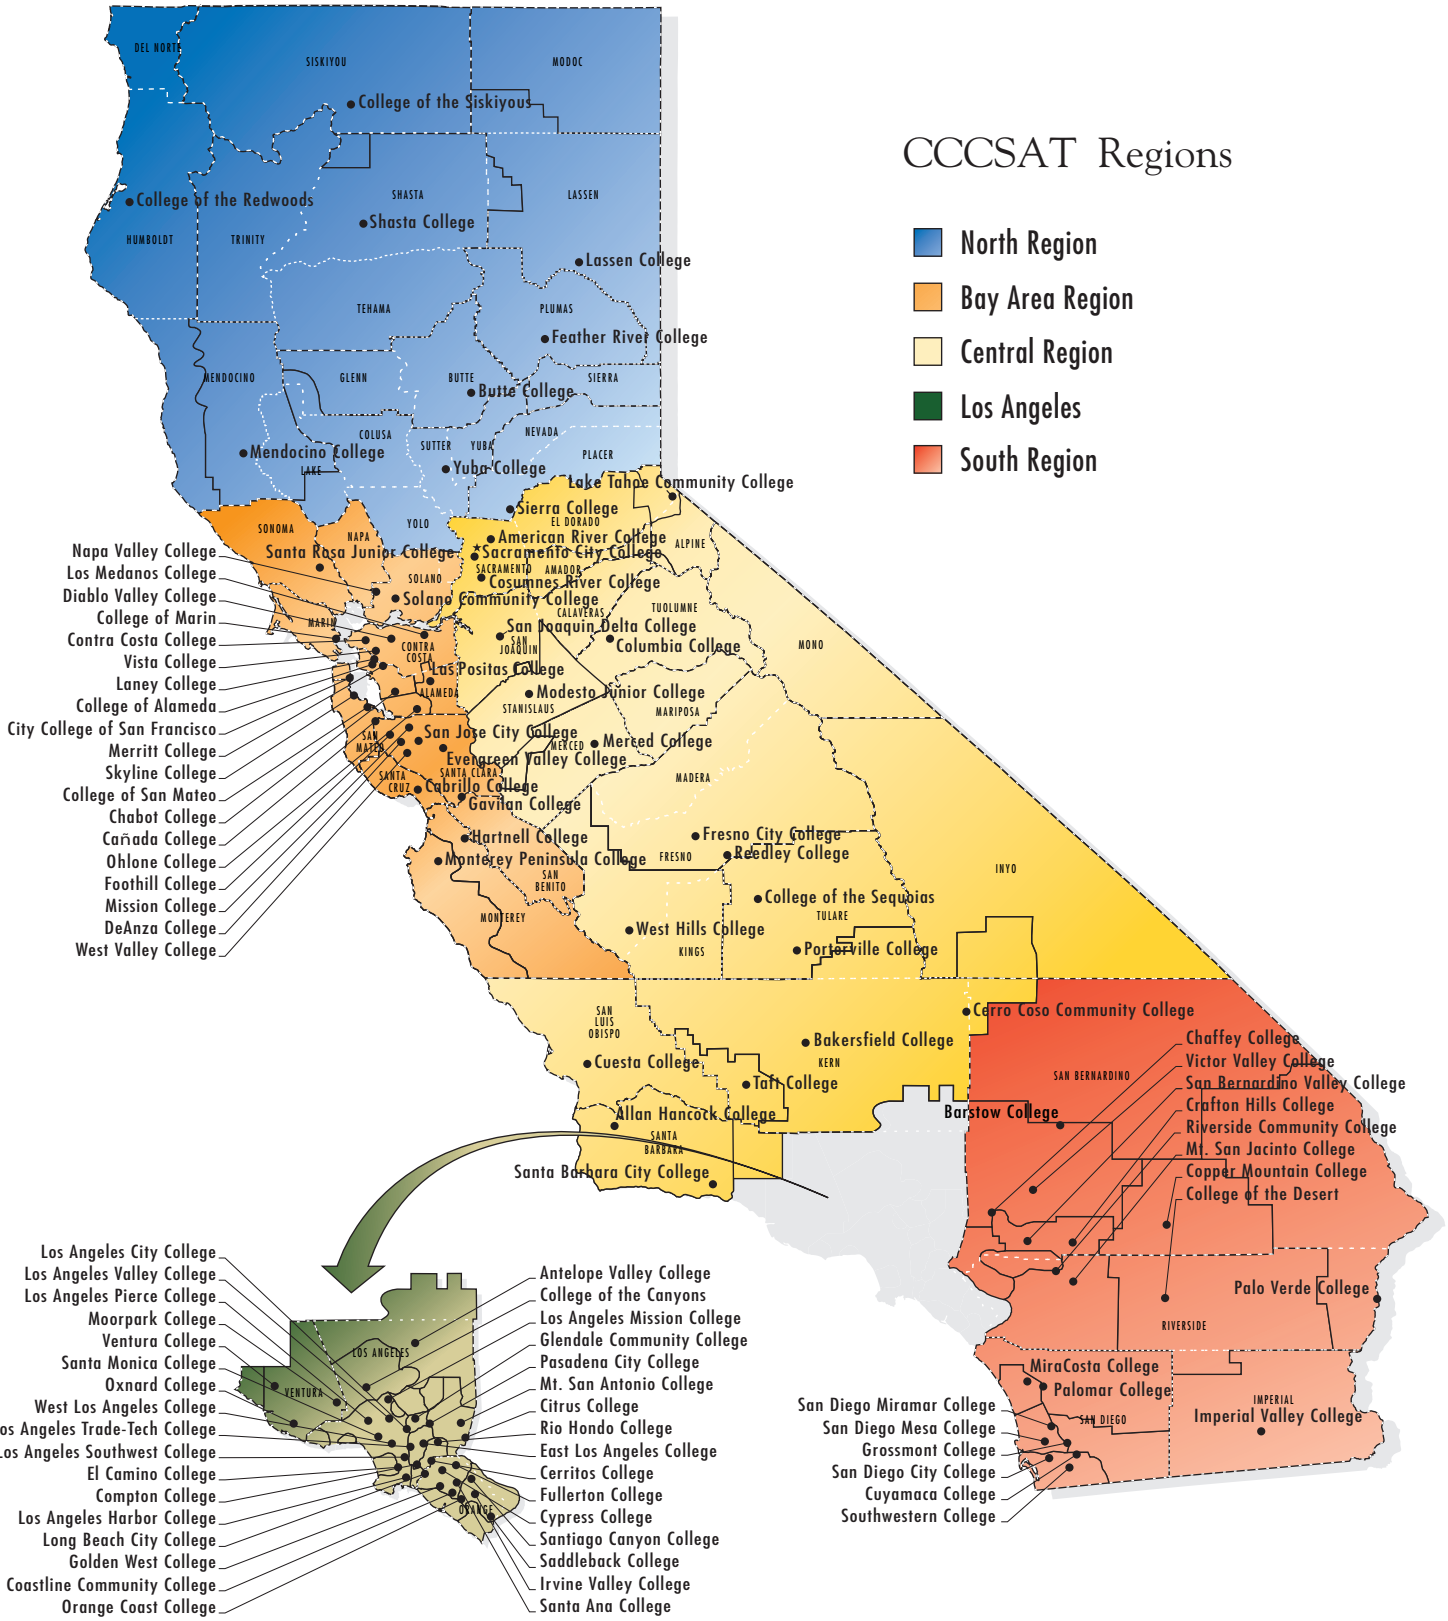 CCCSAT Regions
North Region
Bay Area Region
Central Region
Los Angeles
South Region
DEL NORTE
SISKIYOU
MODOC
College of the Siskiyous
SHASTA
LASSEN
College of the Redwoods
Shasta College
HUMBOLDT
TRINITY
Lassen College
TEHAMA
PLUMAS
Feather River College
MENDOCINO
GLENN
BUTTE
SIERRA
Butte College
COLUSA
SUTTER
YUBA
NEVADA
Mendocino College
LAKE
PLACER
Yuba College
Lake Tahoe Community College
Sierra College
SONOMA
NAPA
YOLO
EL DORADO
American River College
ALPINE
Santa Rosa Junior College
Sacramento City College
SACRAMENTO
AMADOR
SOLANO
Cosumnes River College
Solano Community College
CALAVERAS
TUOLUMNE
MARIN
San Joaquin Delta College
SAN
JOAQUIN
Columbia College
MONO
CONTRA
COSTA
Las Positas College
ALAMEDA
Modesto Junior College
STANISLAUS
MARIPOSA
SAN
MATEO
San Jose City College
MERCED
Merced College
Evergreen Valley College
SANTA CLARA
SANTA
CRUZ
MADERA
Cabrillo College
Gavilan College
Hartnell College
Fresno City College
Monterey Peninsula College
FRESNO
Reedley College
INYO
SAN
BENITO
College of the Sequoias
MONTEREY
TULARE
West Hills College
KINGS
Porterville College
Napa Valley College
Los Medanos College
Diablo Valley College
College of Marin
Contra Costa College
Vista College
Laney College
College of Alameda
City College of San Francisco
Merritt College
Skyline College
College of San Mateo
Chabot College
Cañada College
Ohlone College
Foothill College
Mission College
DeAnza College
West Valley College
SAN
LUIS
OBISPO
Cerro Coso Community College
Bakersfield College
Cuesta College
KERN
Taft College
Allan Hancock College
SANTA
BARBARA
Santa Barbara City College
SAN BERNARDINO
Barstow College
Chaffey College
Victor Valley College
San Bernardino Valley College
Crafton Hills College
Riverside Community College
Mt. San Jacinto College
Copper Mountain College
College of the Desert
Palo Verde College
RIVERSIDE
MiraCosta College
Palomar College
SAN DIEGO
IMPERIAL
Imperial Valley College
San Diego Miramar College
San Diego Mesa College
Grossmont College
San Diego City College
Cuyamaca College
Southwestern College
Los Angeles City College
Los Angeles Valley College
Los Angeles Pierce College
Moorpark College
Ventura College
Santa Monica College
Oxnard College
West Los Angeles College
Los Angeles Trade-Tech College
Los Angeles Southwest College
El Camino College
Compton College
Los Angeles Harbor College
Long Beach City College
Golden West College
Coastline Community College
Orange Coast College
LOS ANGELES
VENTURA
ORANGE
Antelope Valley College
College of the Canyons
Los Angeles Mission College
Glendale Community College
Pasadena City College
Mt. San Antonio College
Citrus College
Rio Hondo College
East Los Angeles College
Cerritos College
Fullerton College
Cypress College
Santiago Canyon College
Saddleback College
Irvine Valley College
Santa Ana College